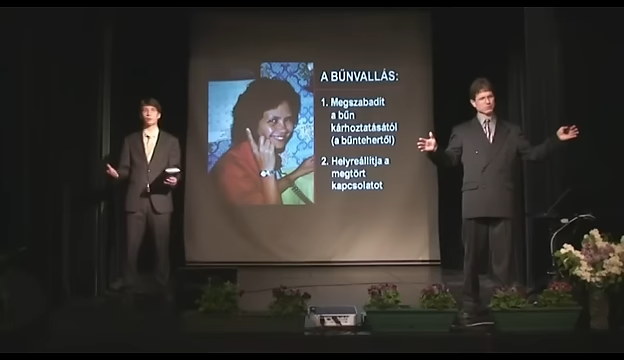 A BŰNVALLÁS:
1. Megszabadít
a bűn
kárhoztatásától
(a bűntehertől)
2. Helyreállítja a
megtört
kapcsolatot